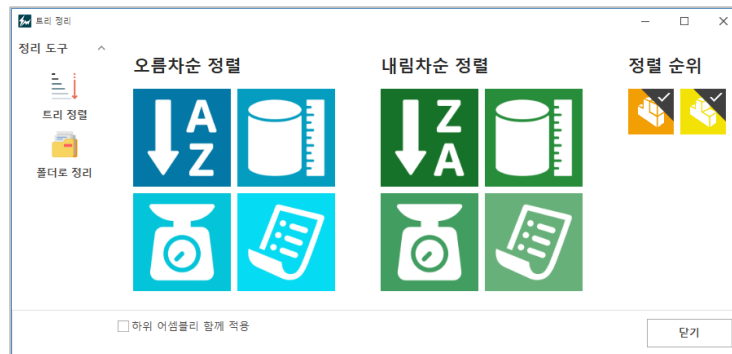 트리 정리
정리 도구
트리 정렬
폴더로 정리
오름차순 정렬
A
Z
내림차순 정렬
Z
A
정렬 순위
하위 어셈블리 함께 적용
닫기